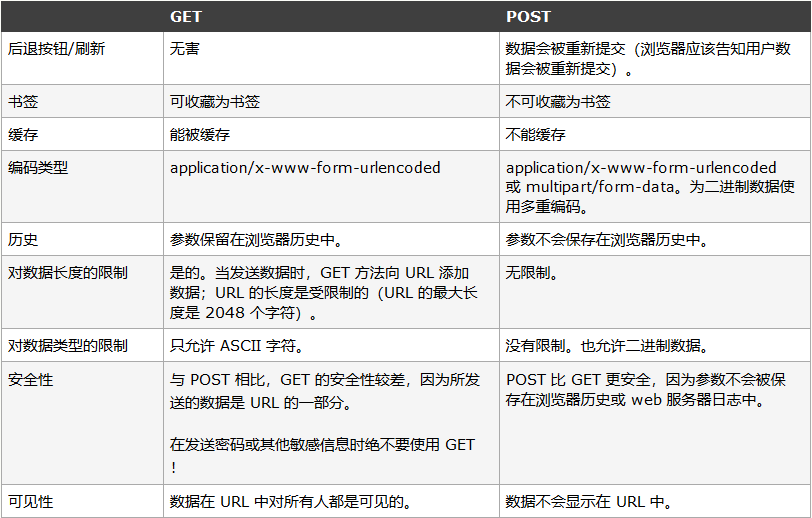 GET POST
后退按钮/刷新 无害 数据会被重新提交（浏览器应该告知用户数
据会被重新提交）。
书签 可收藏为书签 不可收藏为书签
缓存 能被缓存 不能缓存
编码类型 application/x-www-form-urlencoded application/x-www-form-urlencoded
或 multipart/form-data。为二进制数据使
用多重编码。
历史 参数保留在浏览器历史中。 参数不会保存在浏览器历史中。
对数据长度的限制 是的。当发送数据时，GET 方法向 URL 添加 无限制。
数据；URL 的长度是受限制的（URL 的最大长
度是 2048 个字符）。
对数据类型的限制 只允许 ASCII 字符。 没有限制。也允许二进制数据。
安全性 与 POST 相比，GET 的安全性较差，因为所发 POST 比 GET 更安全，因为参数不会被保
送的数据是 URL 的一部分。 存在浏览器历史或 web 服务器日志中。
在发送密码或其他敏感信息时绝不要使用 GET
！
可见性 数据在 URL 中对所有人都是可见的。 数据不会显示在 URL 中。